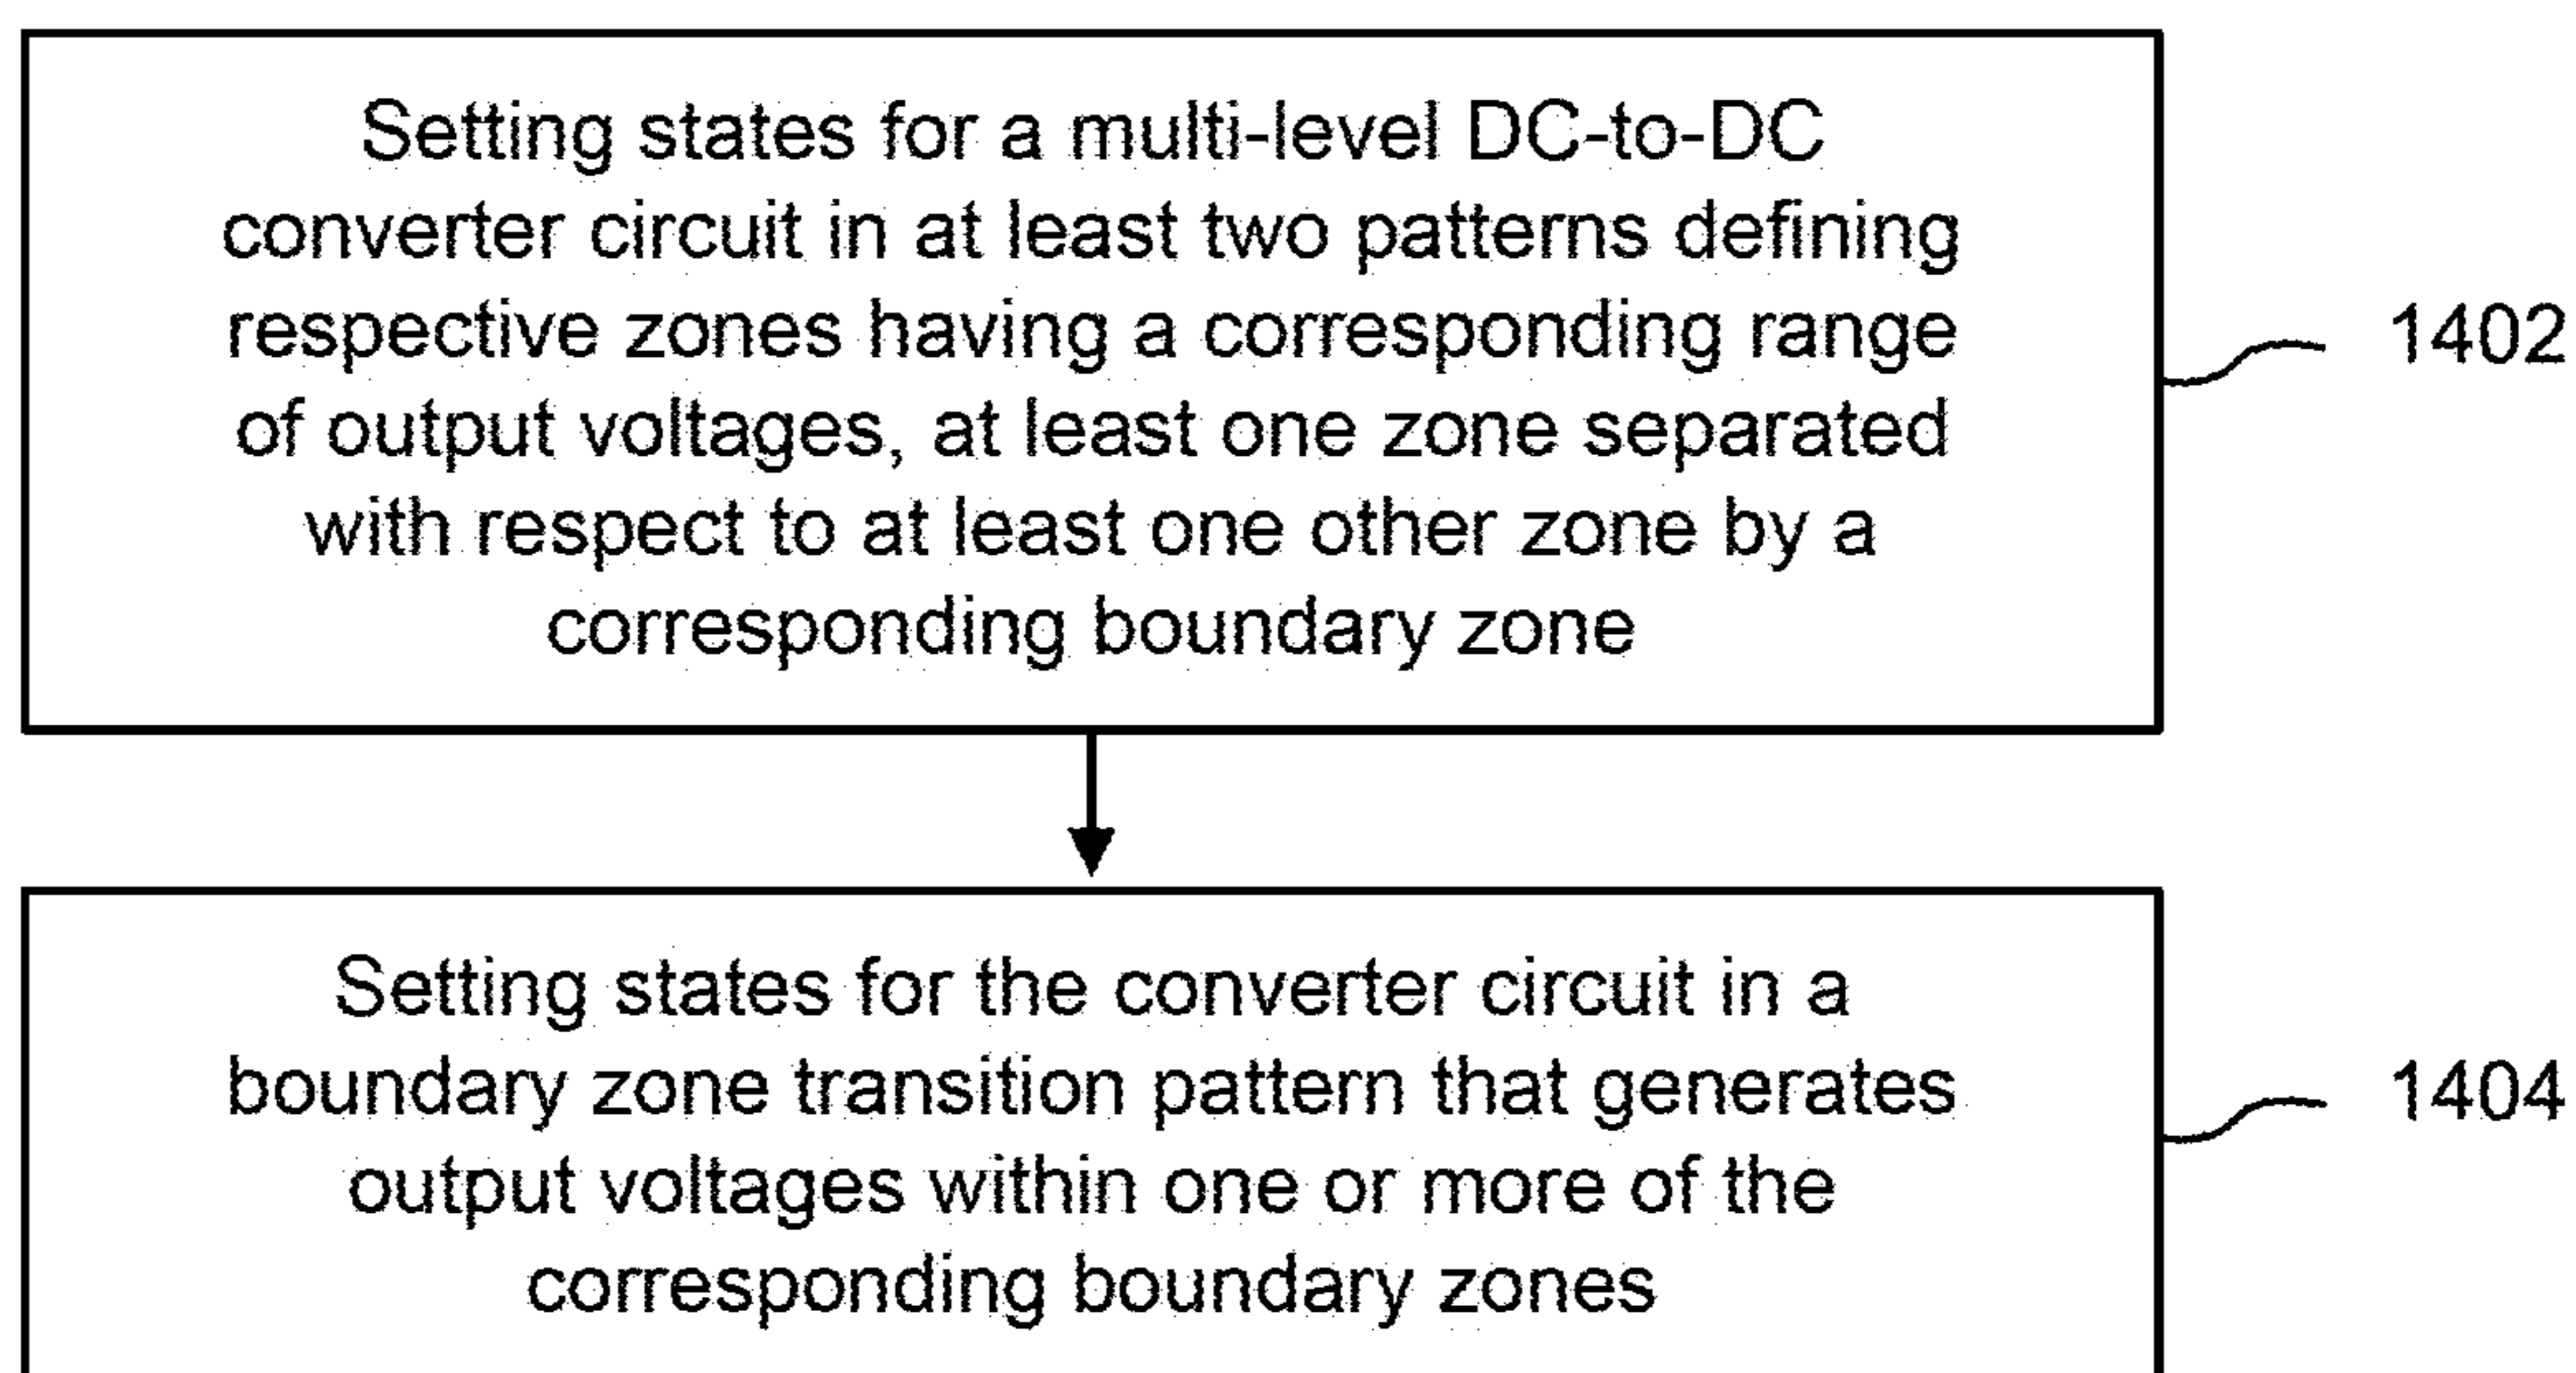 Setting states for a multi-level DC-to-DC
converter circuit in at least two patterns defining
respective zones having a corresponding range
of output voltages, at least one zone separated
with respect to at least one other zone by a
corresponding boundary zone
1402
Setting states for the converter circuit in a
boundary zone transition pattern that generates
output voltages within one or more of the
corresponding boundary zones
1404